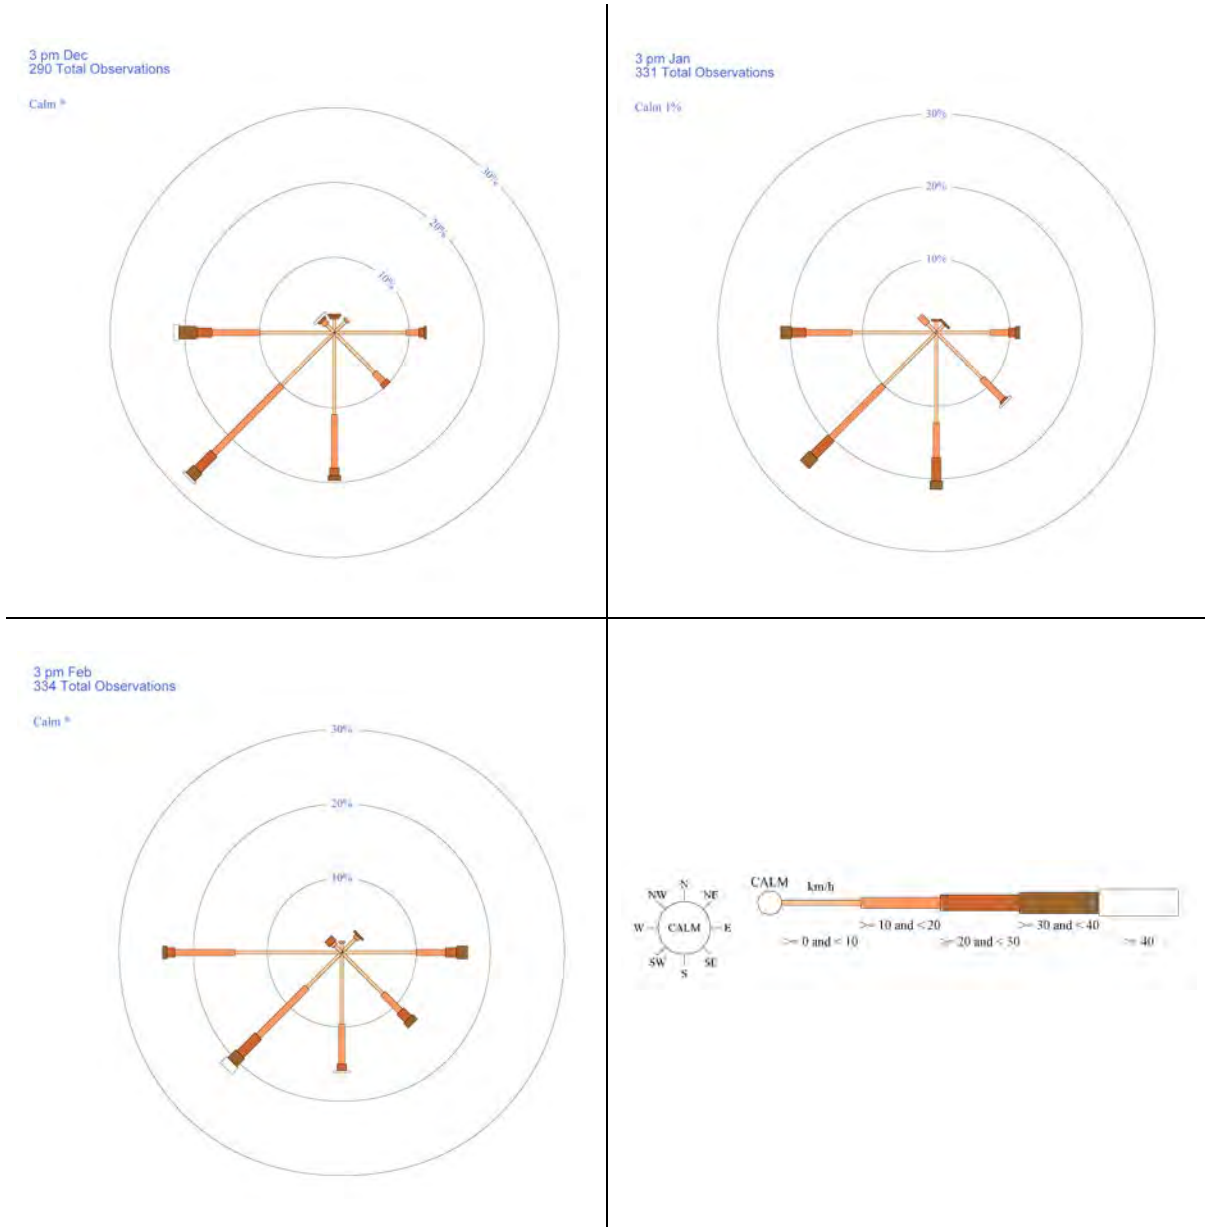 3 pm Dec
290 Total Observations
Calm *
30%
20%
10%
3 pm Jan
331 Total Observations
Calm 1%
30%
20%
10%
3 pm Feb
334 Total Observations
Calm *
30%
20%
10%
N
NW NE
W CALM E
SW SE
S
CALM km/h
>= 10 and <20 >= 30 and <40
>= 0 and < 10 >= 20 and < 30 >= 40